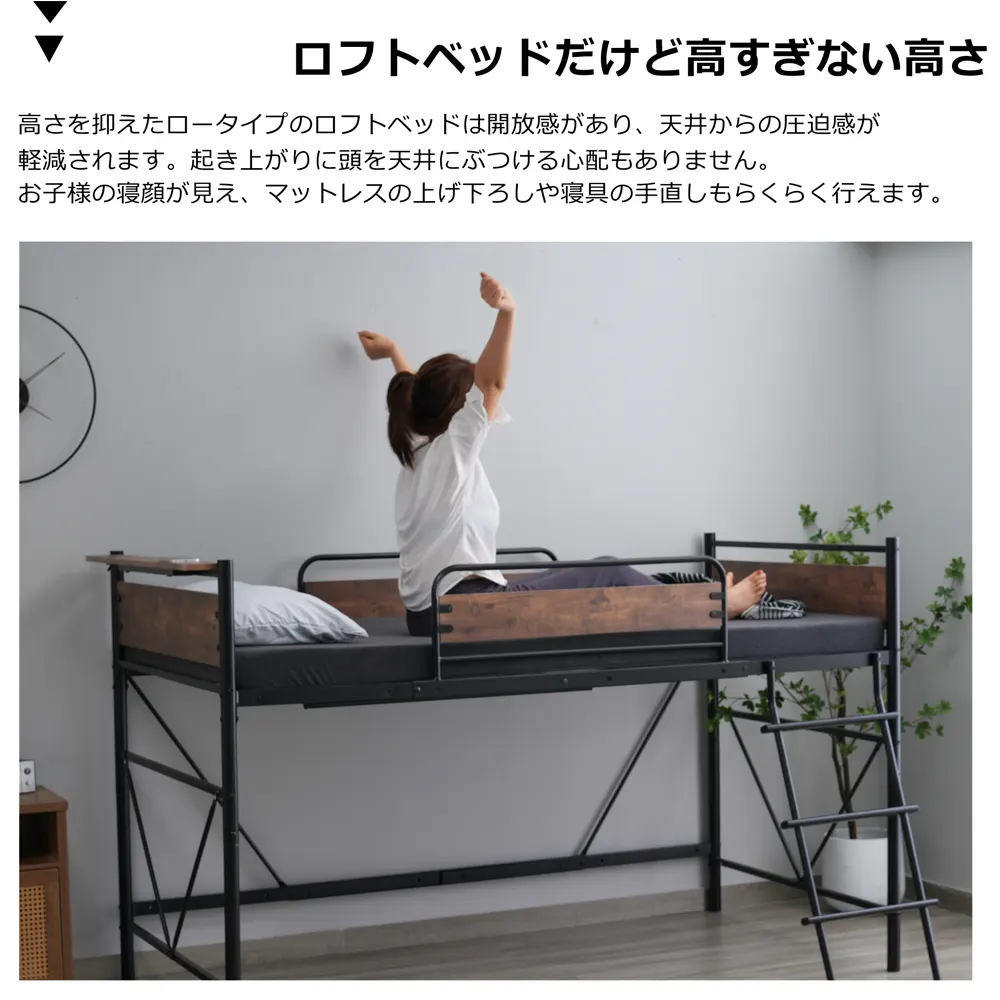 ロフトベッドだけど高すぎない高さ
高さを抑えたロータイプのロフトベッドは開放感があり、天井からの圧迫感が
軽減されます。起き上がりに頭を天井にぶつける心配もありません。
お子様の寝顔が見え、マットレスの上げ下ろしや寝具の手直しもらくらく行えます。